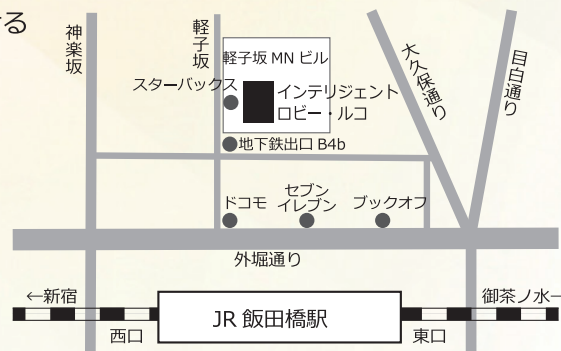 する
神楽坂
軽子坂
軽子坂 MN ビル
スターバックス
インテリジェント
ロビー・ルコ
地下鉄出口 B4b
大久保通り
目白通り
ドコモ
セブン
イレブン
ブックオフ
外堀通り
←新宿
御茶ノ水
西口
JR 飯田橋駅
東口